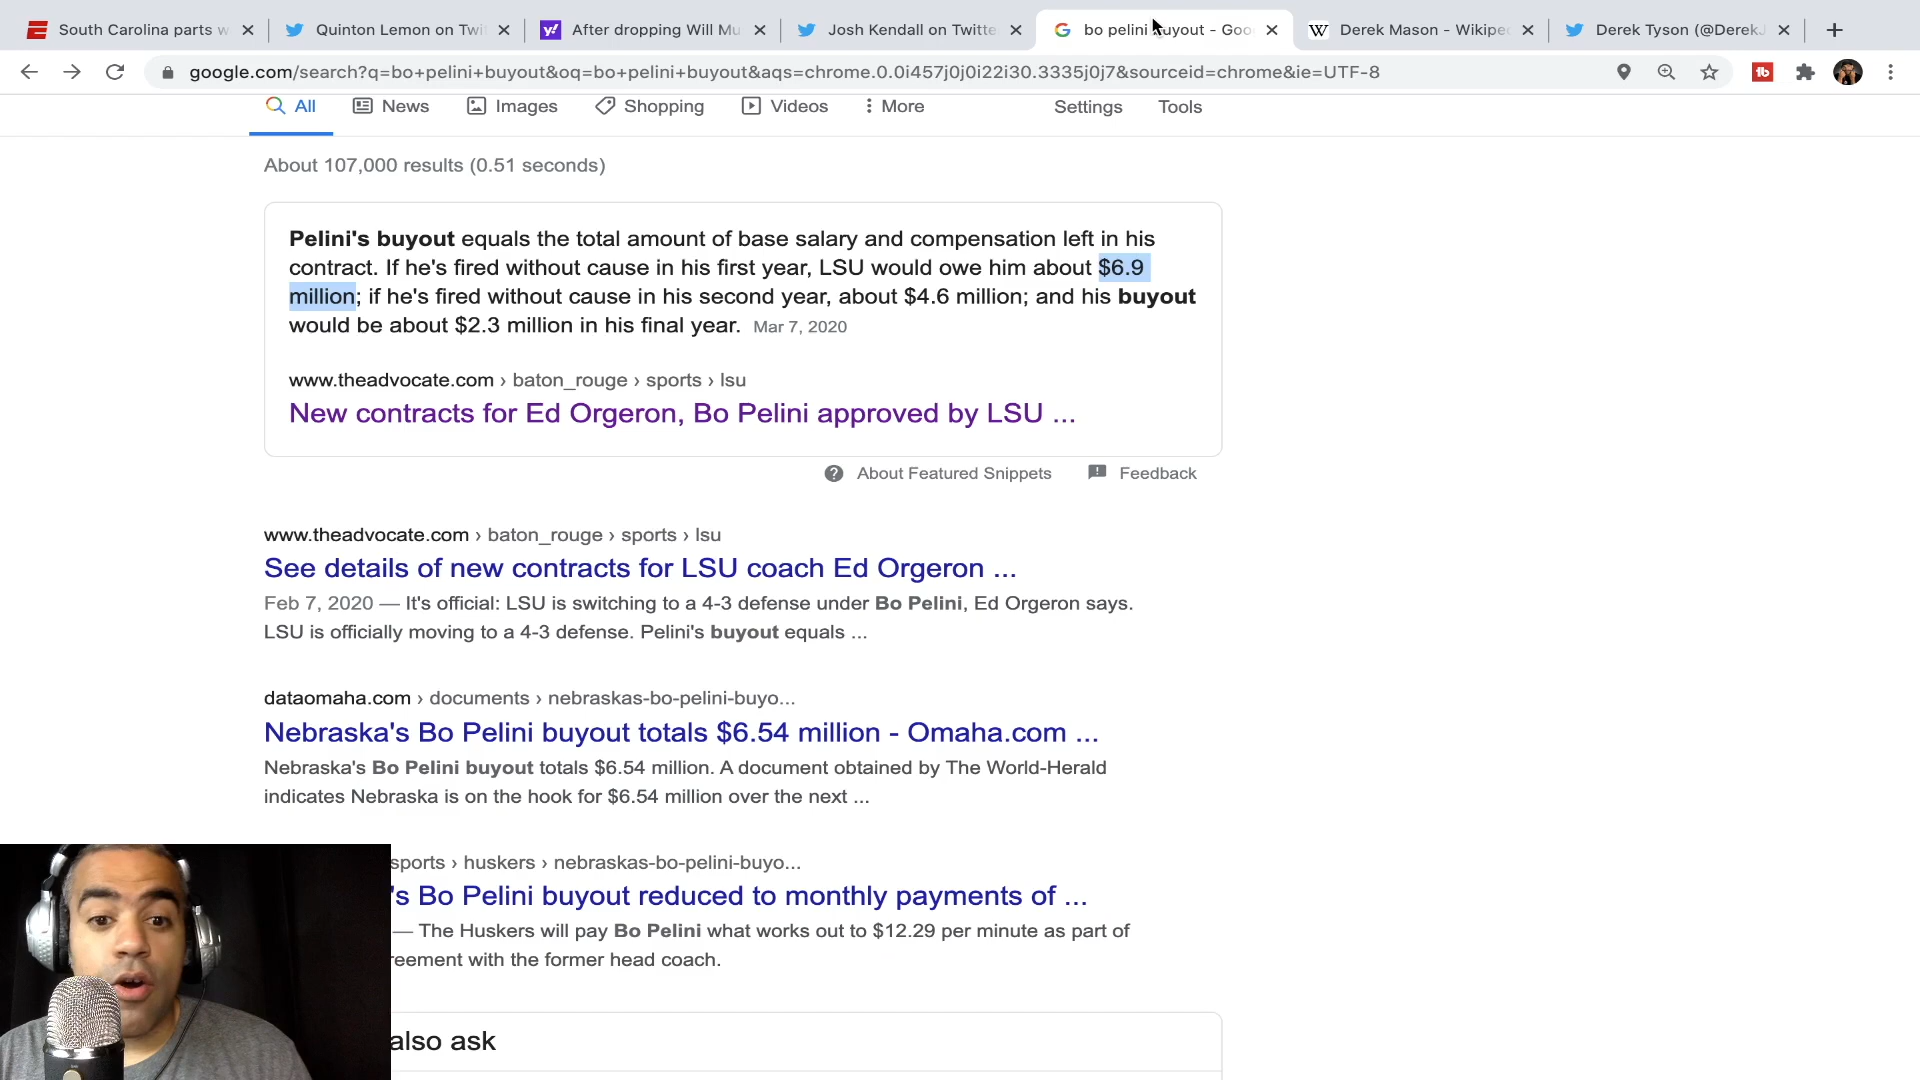 South Carolina parts w
Quinton Lemon on Twi
After dropping Will Mu
Josh Kendall on Twitte
bo pelini buyout - Goo
Derek Mason - Wikiped
Derek Tyson (@DerekJ
google.com/search?q=bo+pelini+buyout&oq=bo+pelini+buyout&aqs=chrome.0.0i457j0j0i22i30.3335j0j7&sourceid=chrome&ie=UTF-8
All
News
Images
Shopping
Videos
More
Settings
Tools
About 107,000 results (0.51 seconds)
Pelini's buyout equals the total amount of base salary and compensation left in his
contract. If he's fired without cause in his first year, LSU would owe him about $6.9
million; if he's fired without cause in his second year, about $4.6 million; and his buyout
would be about $2.3 million in his final year. Mar 7, 2020
www.theadvocate.com › baton_rouge › sports › lsu
New contracts for Ed Orgeron, Bo Pelini approved by LSU ...
About Featured Snippets
Feedback
www.theadvocate.com › baton_rouge › sports › lsu
See details of new contracts for LSU coach Ed Orgeron ...
Feb 7, 2020 — It's official: LSU is switching to a 4-3 defense under Bo Pelini, Ed Orgeron says.
LSU is officially moving to a 4-3 defense. Pelini's buyout equals ...
dataomaha.com › documents › nebraskas-bo-pelini-buyo...
Nebraska's Bo Pelini buyout totals $6.54 million - Omaha.com ...
Nebraska's Bo Pelini buyout totals $6.54 million. A document obtained by The World-Herald
indicates Nebraska is on the hook for $6.54 million over the next ...
sports › huskers › nebraskas-bo-pelini-buyo...
's Bo Pelini buyout reduced to monthly payments of ...
— The Huskers will pay Bo Pelini what works out to $12.29 per minute as part of
reement with the former head coach.
also ask